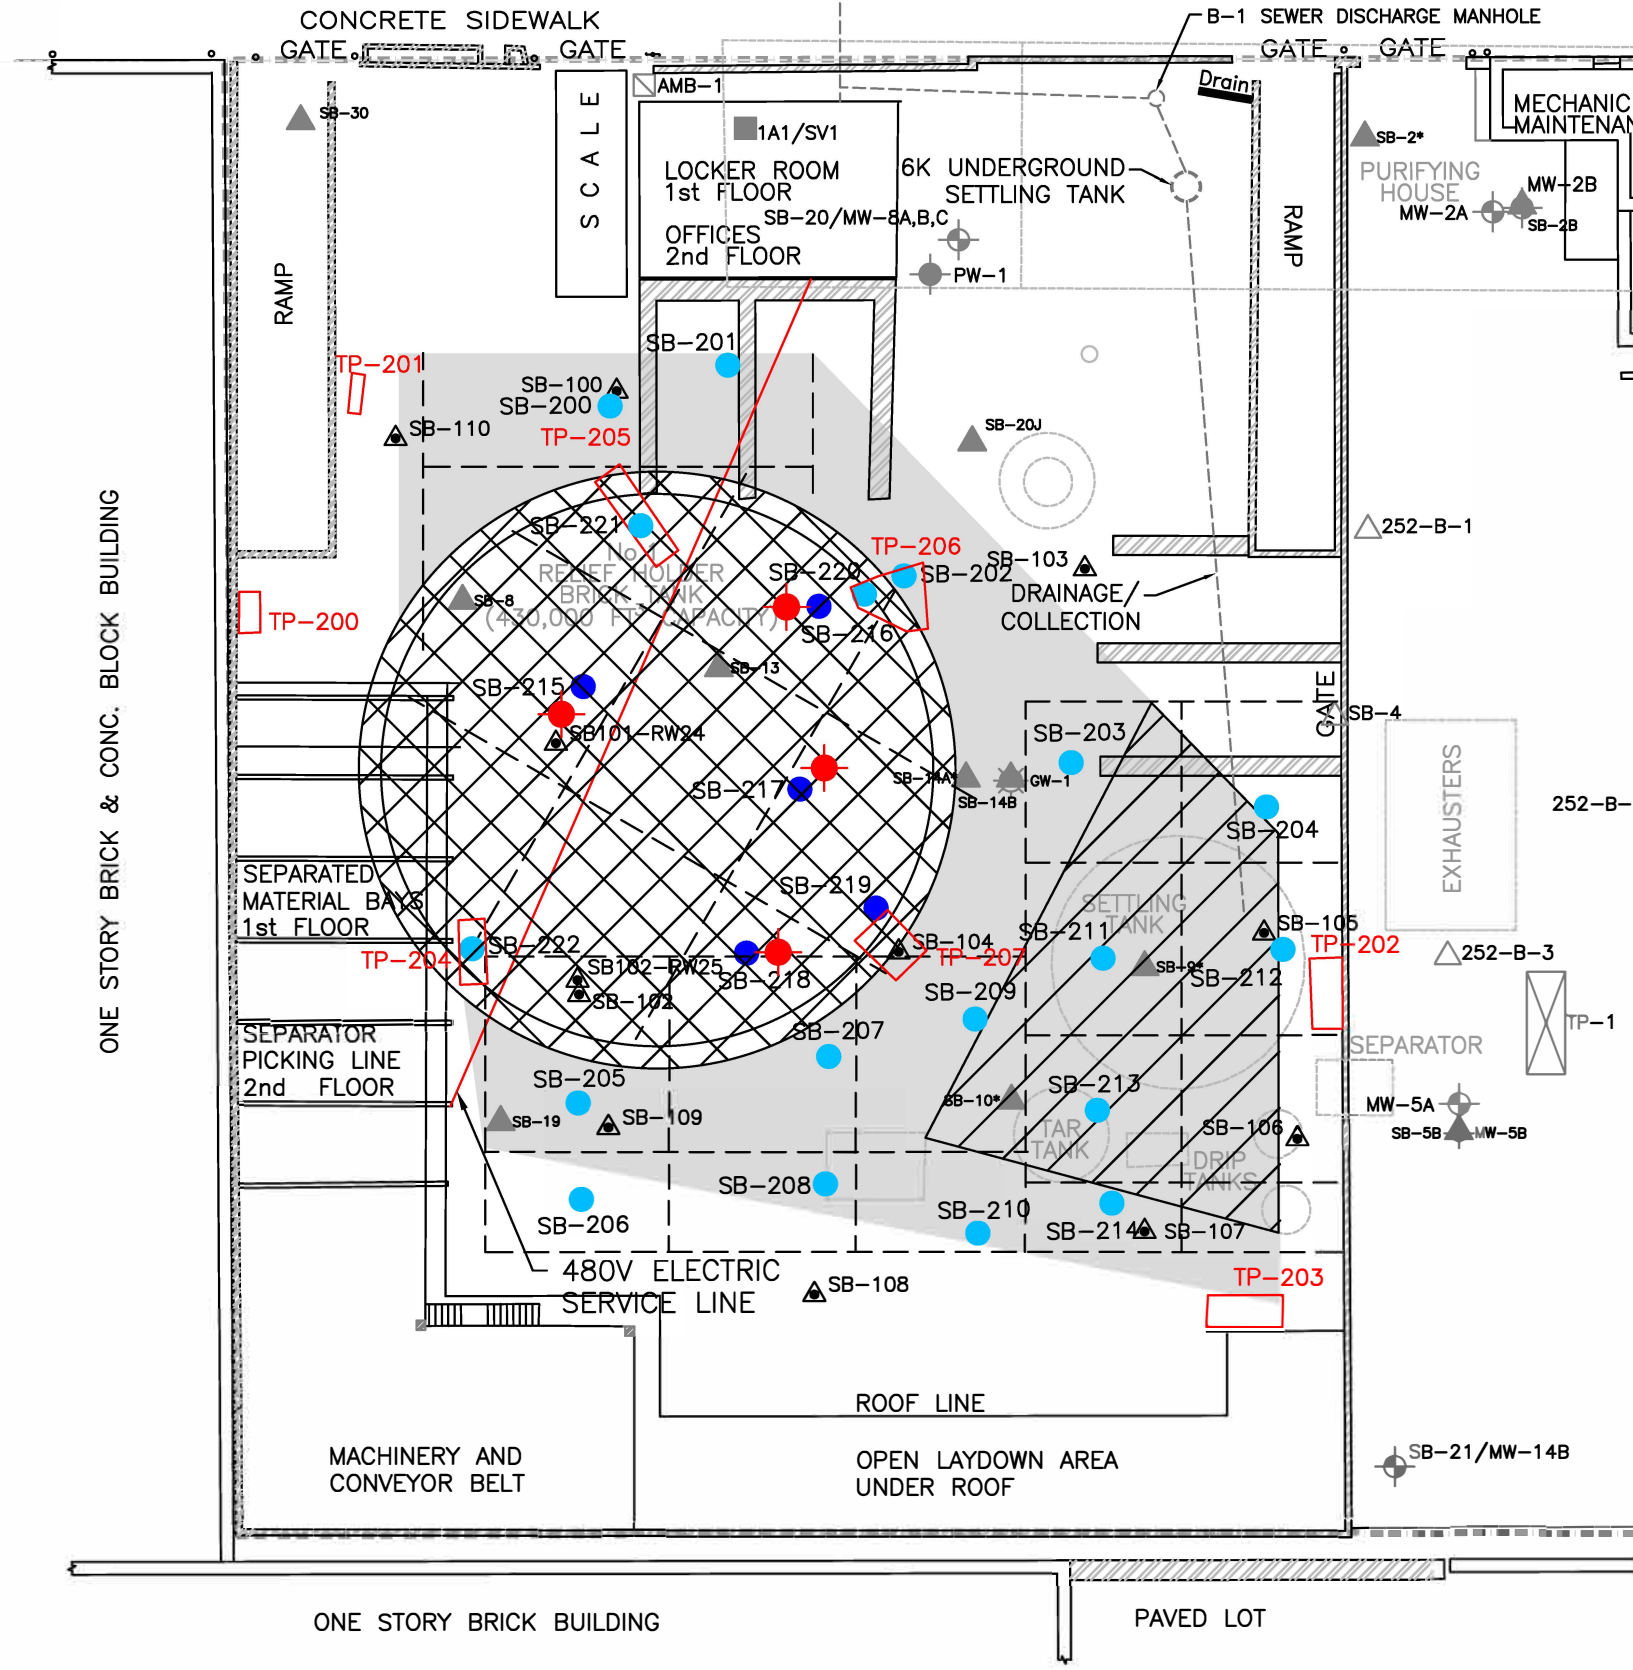 CONCRETE SIDEWALK
B-1 SEWER DISCHARGE MANHOLE
GATE
GATE
GATE
GATE
SB-30
SCALE
AMB-1
Drain
MECHANIC
MAINTENAN
1A1/SV1
SB-2*
LOCKER ROOM
1st FLOOR
6K UNDERGROUND
SETTLING TANK
PURIFYING
HOUSE
MW-2B
MW-2A
SB-2B
SB-20/MW-8A,B,C
OFFICES
2nd FLOOR
RAMP
RAMP
PW-1
SB-201
TP-201
SB-100
SB-200
SB-110
TP-205
SB-20J
ONE STORY BRICK & CONC. BLOCK BUILDING
SB-221
252-B-1
No 1
RELIEF HOLDER
BRICK TANK
(430,000 FT CAPACITY)
TP-206
SB-103
SB-220
SB-202
SB-8
DRAINAGE/
COLLECTION
TP-200
SB-216
SB-13
SB-215
GATE
SB-4
SB101-RW24
SB-203
SB-14A*
GW-1
SB-14B
SB-217
EXHAUSTERS
252-B-
SB-204
SEPARATED
MATERIAL BAYS
1st FLOOR
SB-219
SETTLING
TANK
SB-105
SB-211
SB-222
TP-204
SB-104
TP-207
TP-202
252-B-3
SB102-RW25
SB-218
SB-9*
SB-212
SB-102
SB-209
SEPARATOR
PICKING LINE
2nd FLOOR
SB-207
TP-1
SEPARATOR
SB-205
SB-213
SB-10*
MW-5A
SB-19
SB-109
TAR
TANK
SB-106
SB-5B
MW-5B
DRIP
TANKS
SB-208
SB-206
SB-210
SB-214
SB-107
480V ELECTRIC
SERVICE LINE
SB-108
TP-203
ROOF LINE
MACHINERY AND
CONVEYOR BELT
OPEN LAYDOWN AREA
UNDER ROOF
SB-21/MW-14B
ONE STORY BRICK BUILDING
PAVED LOT